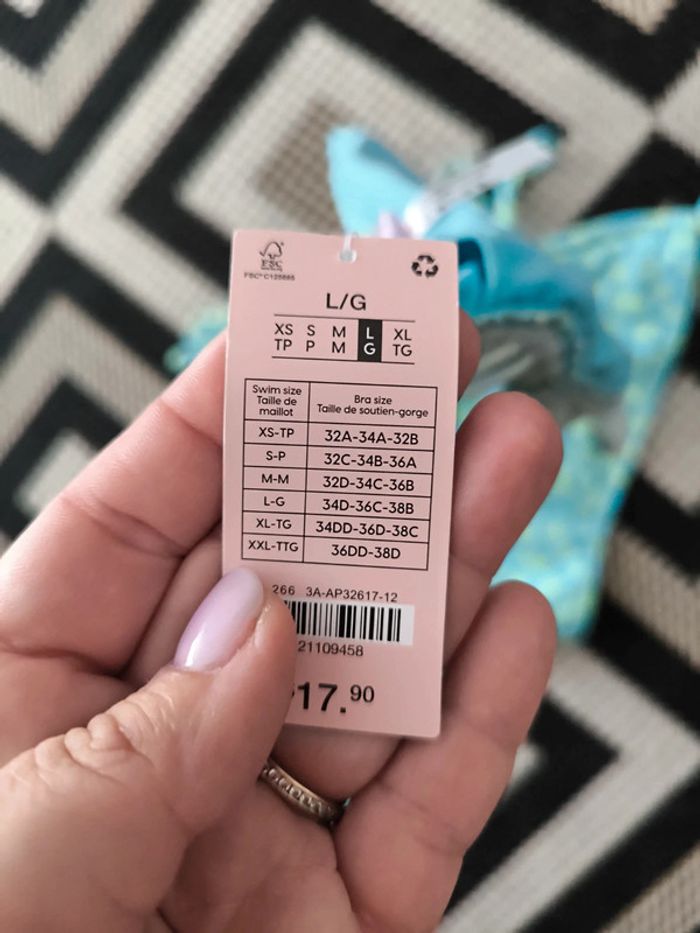 FSC
FSC® C125885
L/G
XS S M L XL
TP P M G TG
Swim size
Taille de
maillot
Bra size
Taille de soutien-gorge
XS-TP 32A-34A-32B
S-P 32C-34B-36A
M-M 32D-34C-36B
L-G 34D-36C-38B
XL-TG 34DD-36D-38C
XXL-TTG 36DD-38D
266 3A-AP32617-12
21109458
17.90